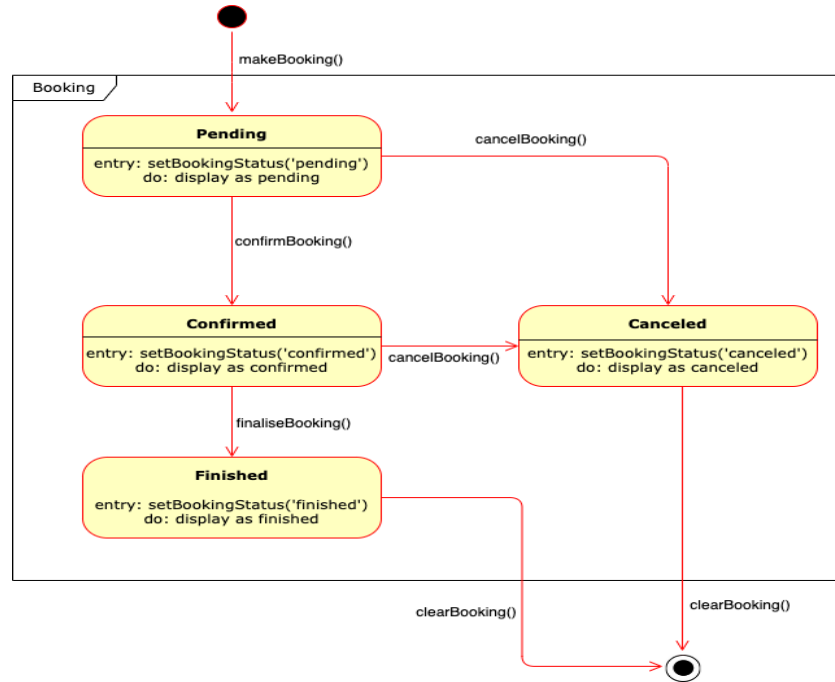 makeBooking()
Booking
Pending
entry: setBookingStatus('pending')
do: display as pending
cancelBooking()
confirmBooking()
Confirmed
entry: setBookingStatus('confirmed')
do: display as confirmed
cancelBooking()
Canceled
entry: setBookingStatus('canceled')
do: display as canceled
finaliseBooking()
Finished
entry: setBookingStatus('finished')
do: display as finished
clearBooking()
clearBooking()